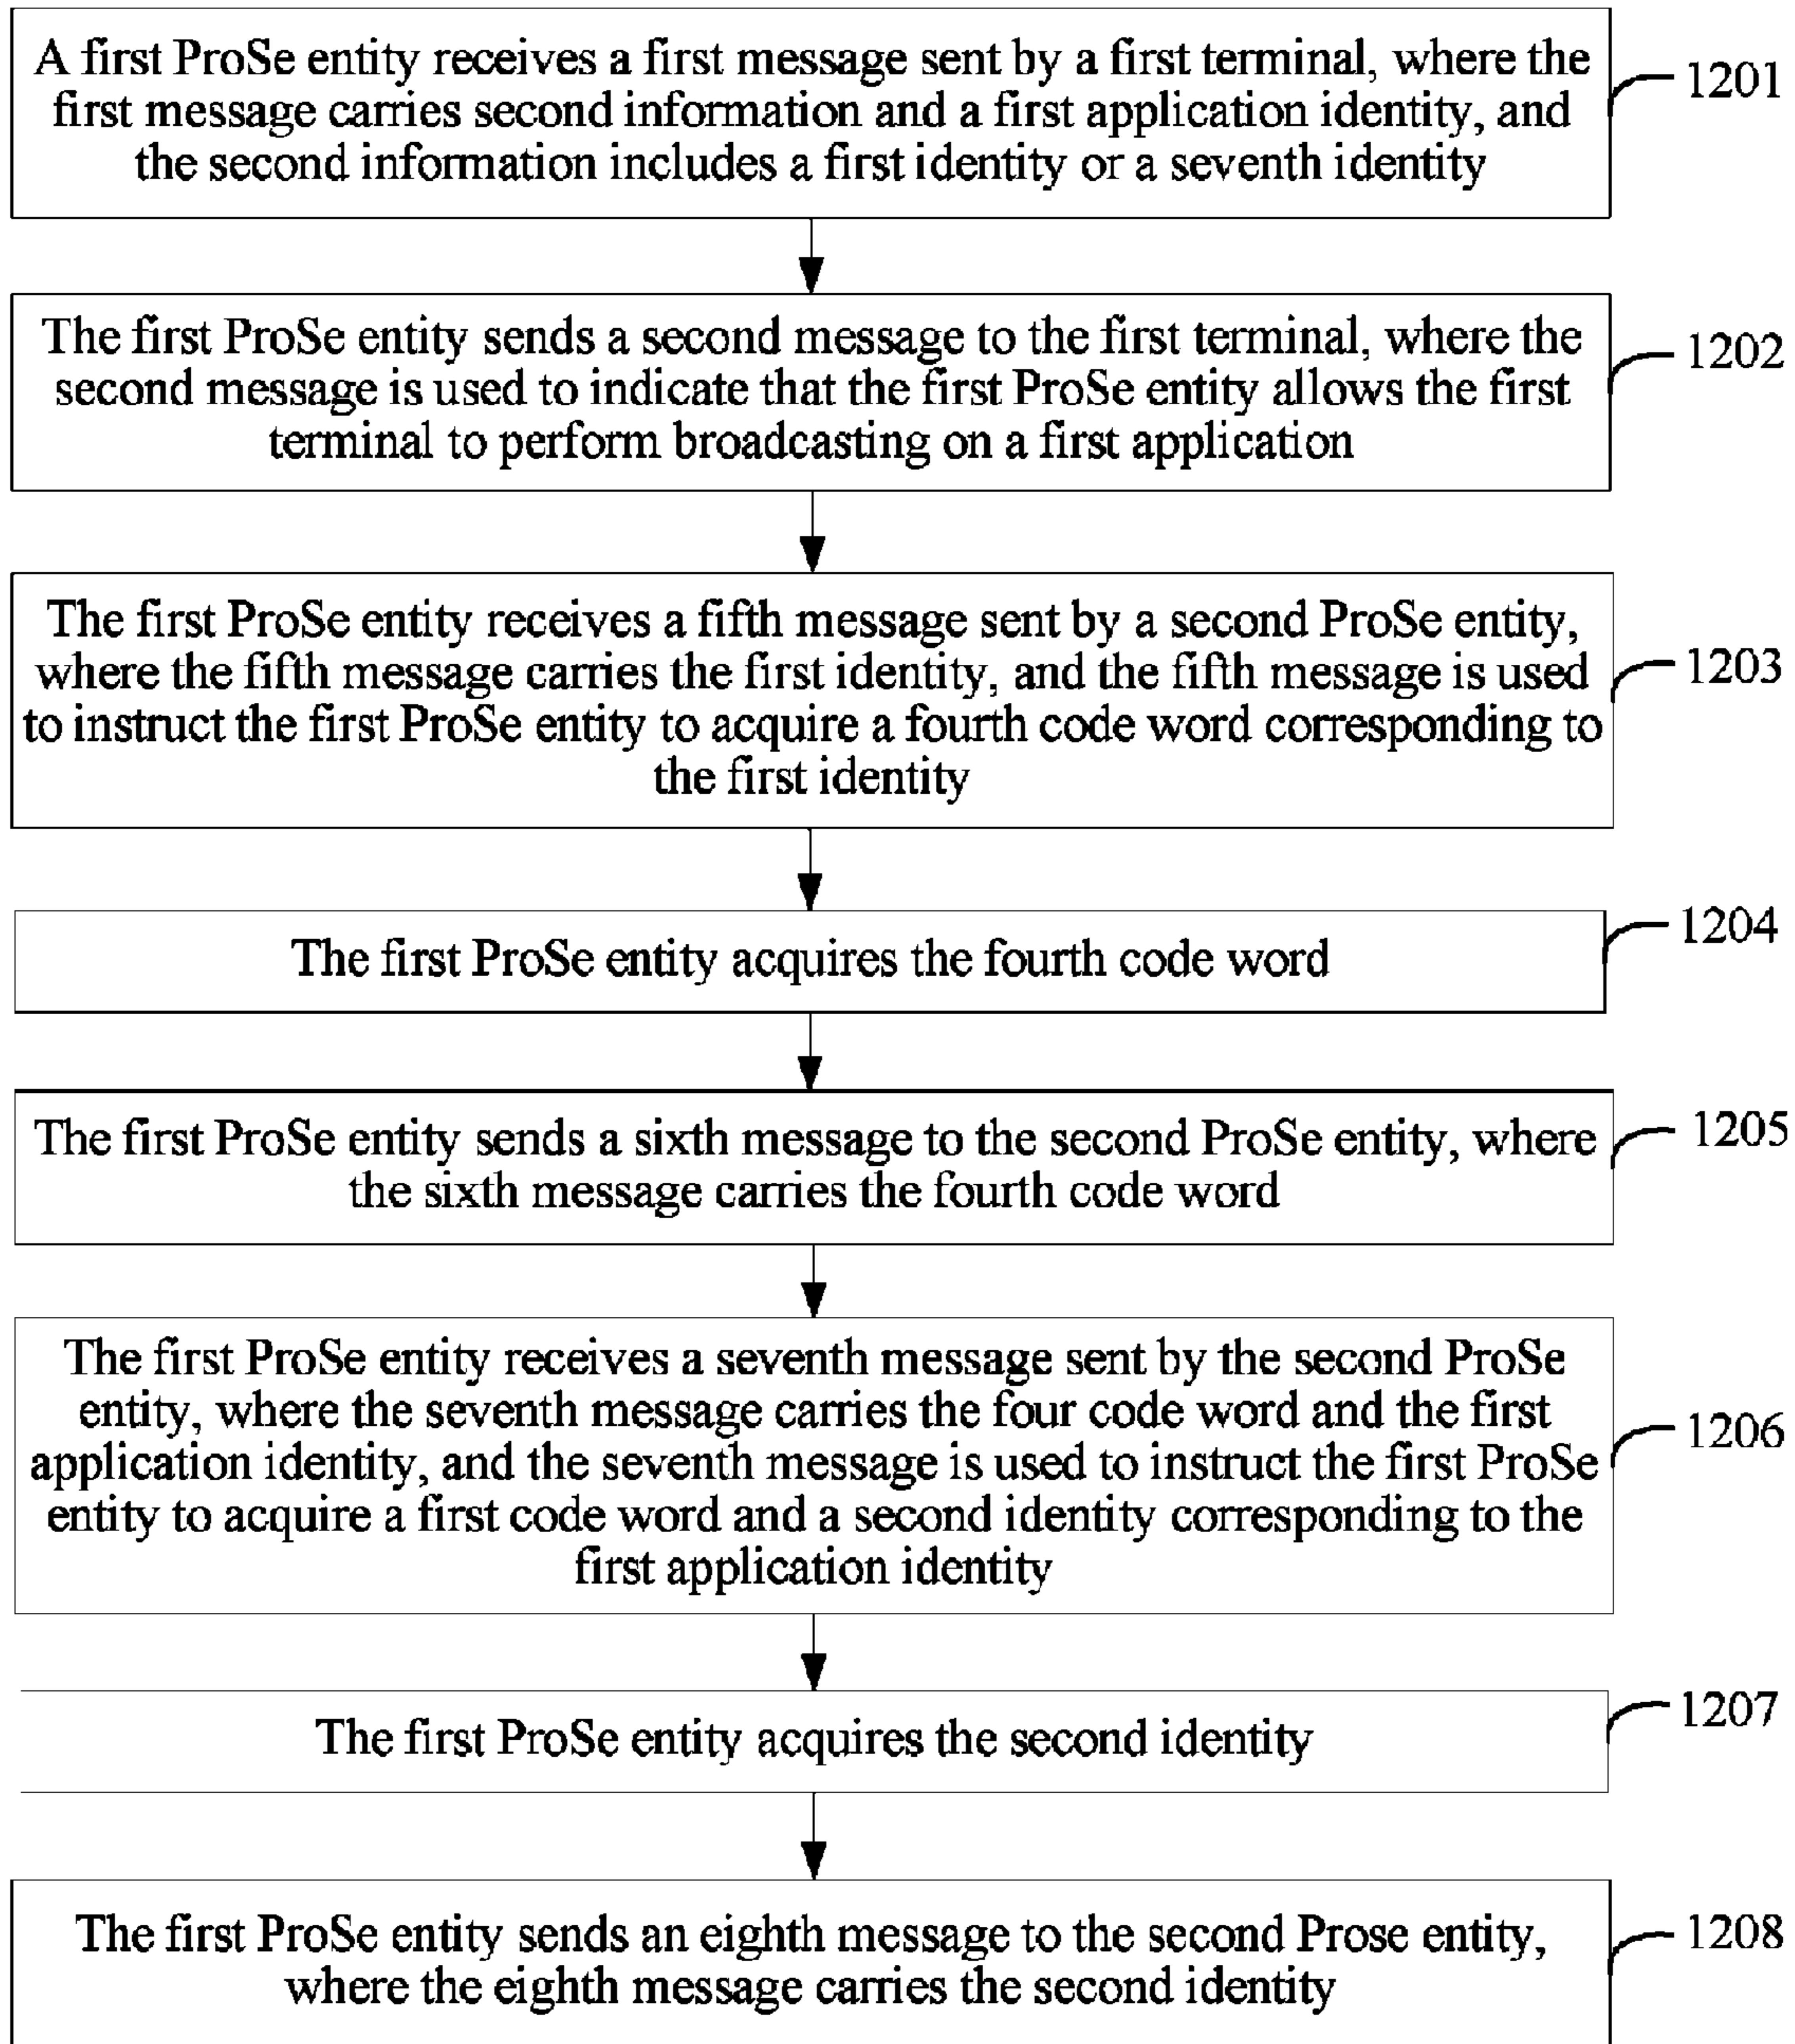 A first ProSe entity receives a first message sent by a first terminal, where the
first message carries second information and a first application identity, and
the second information includes a first identity or a seventh identity
1201
The first ProSe entity sends a second message to the first terminal, where the
second message is used to indicate that the first ProSe entity allows the first
terminal to perform broadcasting on a first application
1202
The first ProSe entity receives a fifth message sent by a second ProSe entity,
where the fifth message carries the first identity, and the fifth message is used
to instruct the first ProSe entity to acquire a fourth code word corresponding to
the first identity
1203
The first ProSe entity acquires the fourth code word
1204
The first ProSe entity sends a sixth message to the second ProSe entity, where
the sixth message carries the fourth code word
1205
The first ProSe entity receives a seventh message sent by the second ProSe
entity, where the seventh message carries the four code word and the first
application identity, and the seventh message is used to instruct the first ProSe
entity to acquire a first code word and a second identity corresponding to the
first application identity
1206
The first ProSe entity acquires the second identity
1207
The first ProSe entity sends an eighth message to the second Prose entity,
where the eighth message carries the second identity
1208